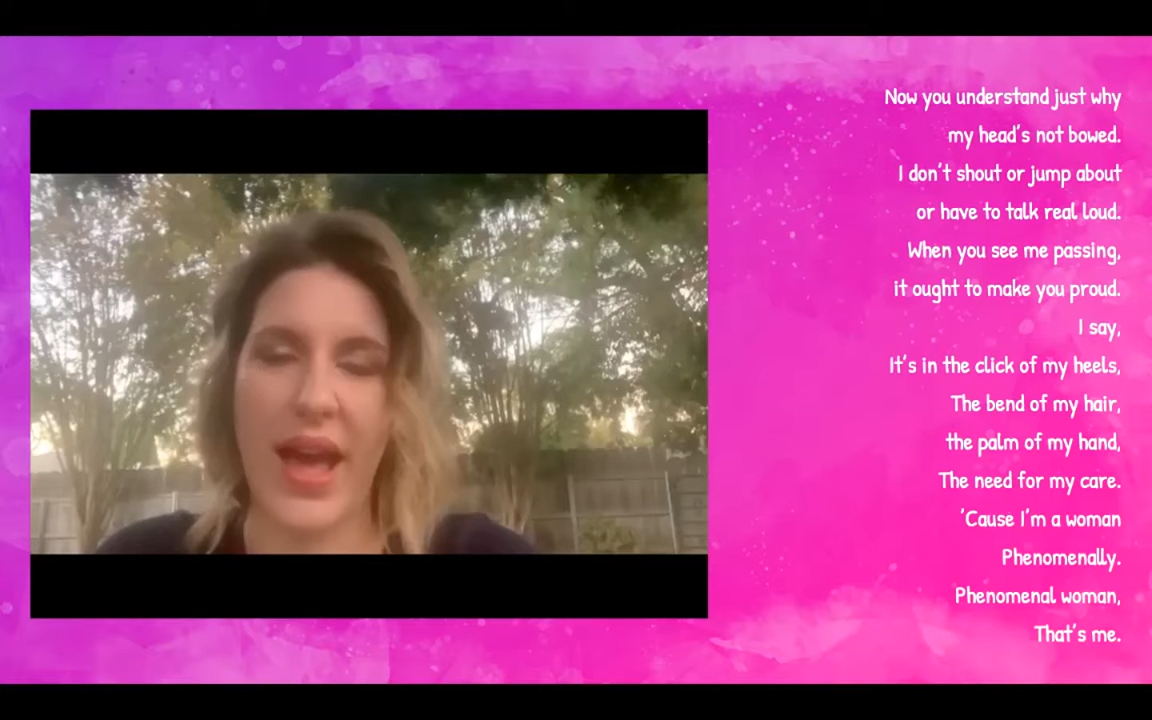 Now you understand just why
my head's not bowed.
I don't shout or jump about
or have to talk real loud.
When you see me passing,
it ought to make you proud.
I say,
It's in the click of my heels,
The bend of my hair,
the palm of my hand,
The need for my care.
'Cause I'm a woman
Phenomenally.
Phenomenal woman,
That's me.